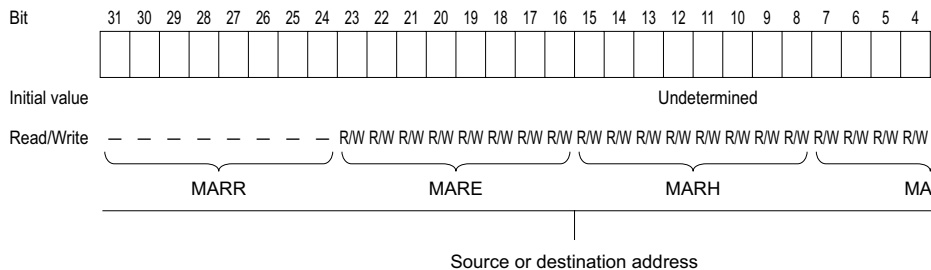 Bit 31 30 29 28 27 26 25 24 23 22 21 20 19 18 17 16 15 14 13 12 11 10 9 8 7 6 5 4
Initial value Undetermined
Read/Write — — — — — — — — R/W R/W R/W R/W R/W R/W R/W R/W R/W R/W R/W R/W R/W R/W R/W R/W R/W R/W R/W R/W
MARR MARE MARH MA
Source or destination address